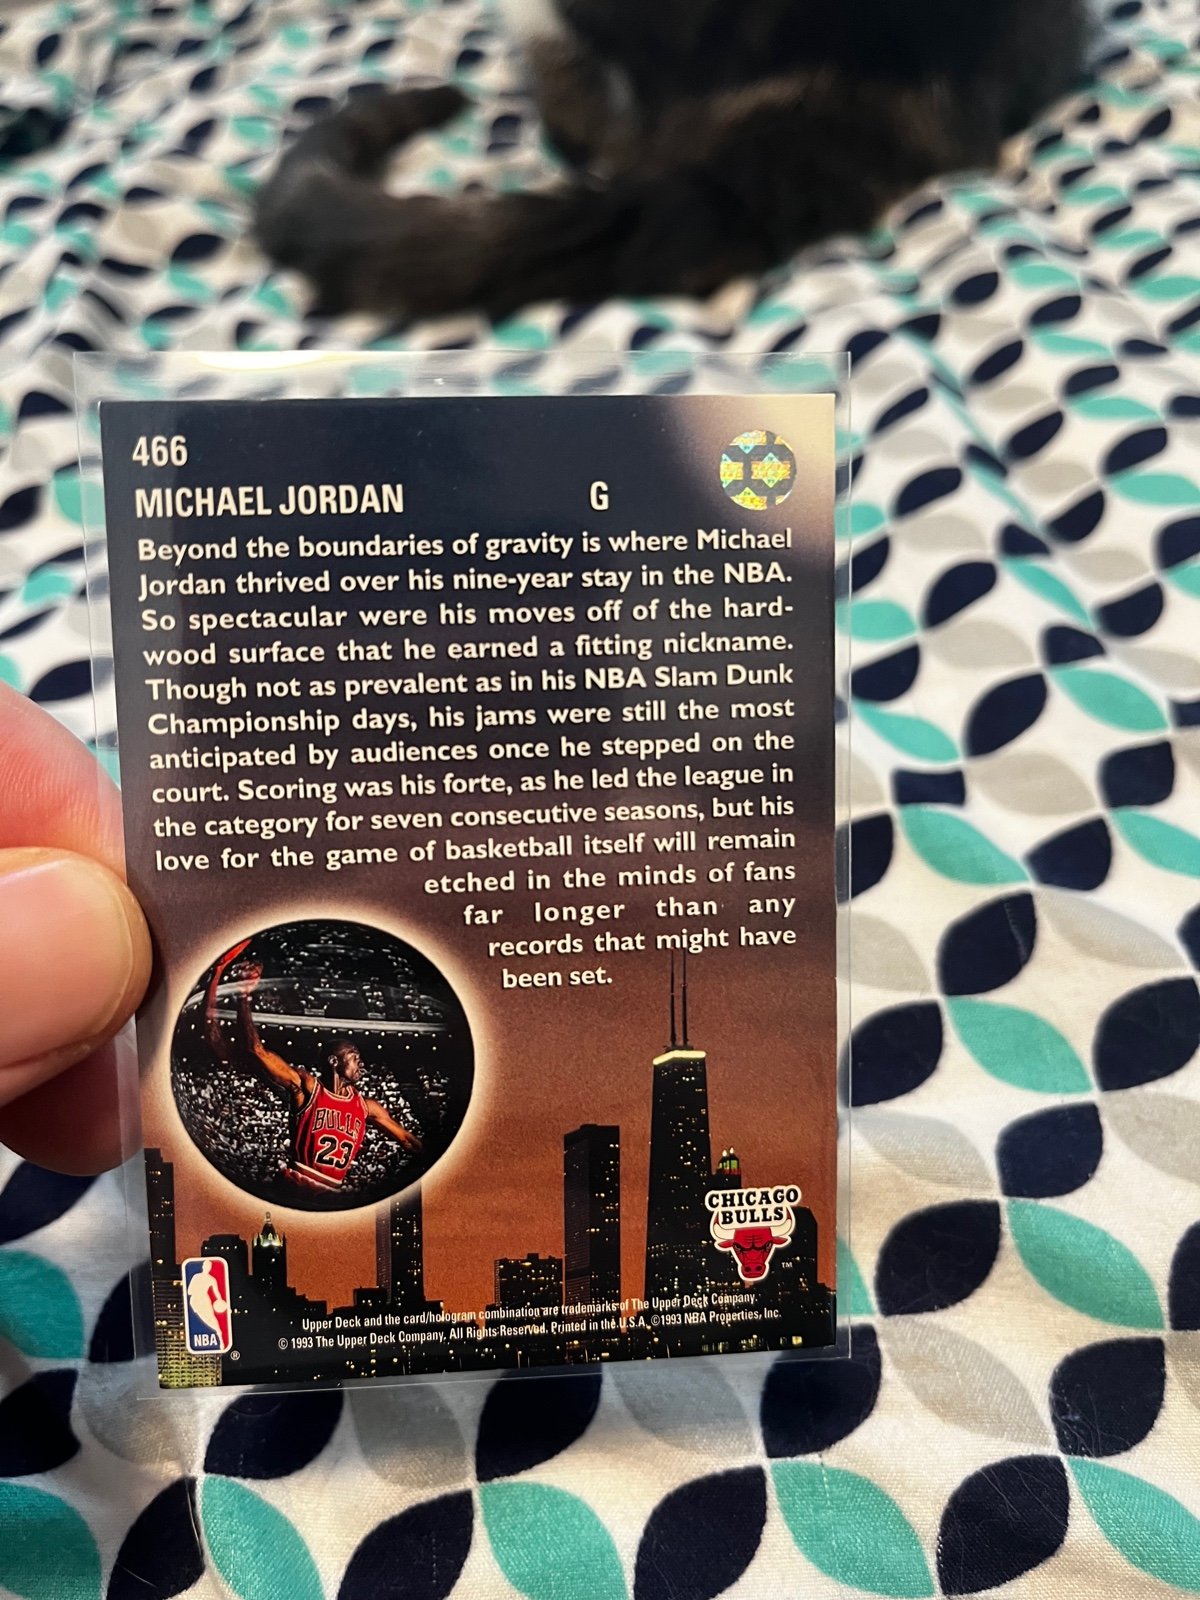 466
MICHAEL JORDAN G
Beyond the boundaries of gravity is where Michael
Jordan thrived over his nine-year stay in the NBA.
So spectacular were his moves off of the hard-
wood surface that he earned a fitting nickname.
Though not as prevalent as in his NBA Slam Dunk
Championship days, his jams were still the most
anticipated by audiences once he stepped on the
court. Scoring was his forte, as he led the league in
the category for seven consecutive seasons, but his
love for the game of basketball itself will remain
etched in the minds of fans
far longer than any
records that might have
been set.
BULLS
23
CHICAGO
BULLS
TM
NBA
®
Upper Deck and the card/hologram combination are trademarks of The Upper Deck Company.
© 1993 The Upper Deck Company. All Rights Reserved. Printed in the U.S.A. ©1993 NBA Properties, Inc.